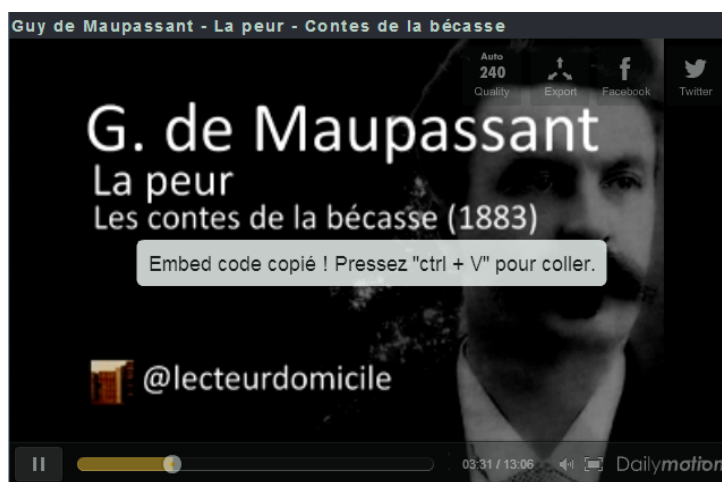 Guy de Maupassant - La peur - Contes de la bécasse
Auto
240
Quality
Export
Facebook
Twitter
G. de Maupassant
La peur
Les contes de la bécasse (1883)
Embed code copié ! Pressez "ctrl + V" pour coller.
@lecteurdomicile
03:31 / 13:06
Dailymotion